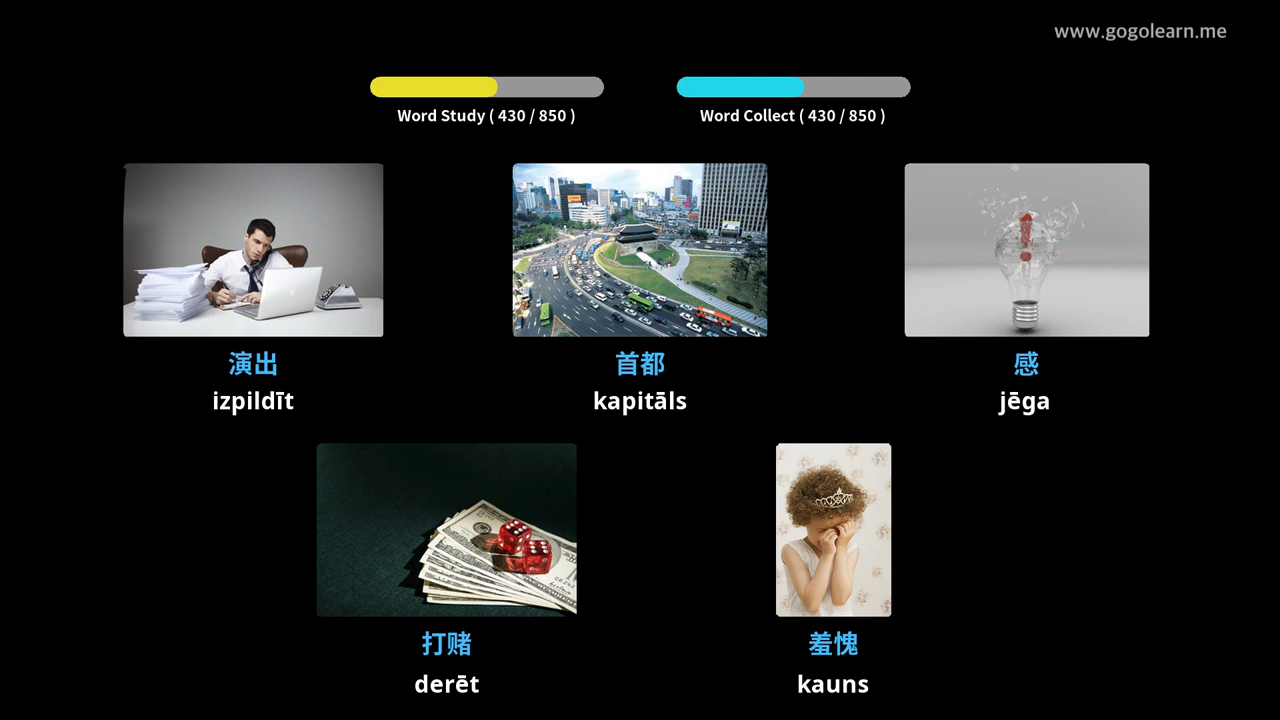 www.gogolearn.me
Word Study ( 430 / 850 )
Word Collect ( 430 / 850 )
演出
izpildīt
首都
kapitāls
感
jēga
打赌
derēt
羞愧
kauns